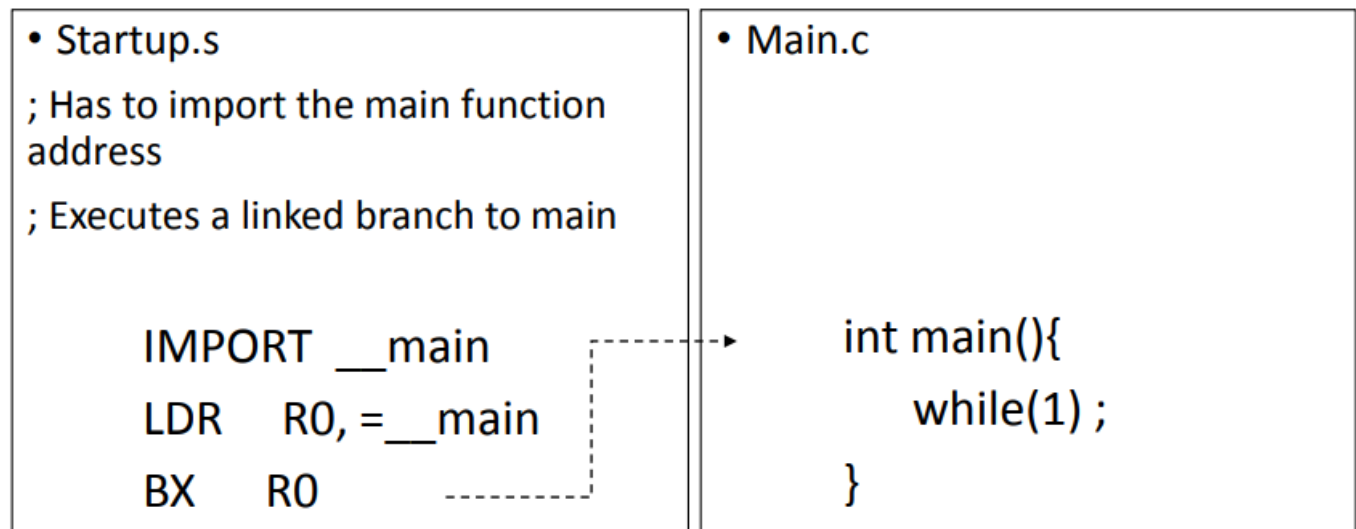 • Startup.s
; Has to import the main function
address
; Executes a linked branch to main
IMPORT __main
LDR R0, =__main
BX R0
• Main.c
int main(){
while(1) ;
}